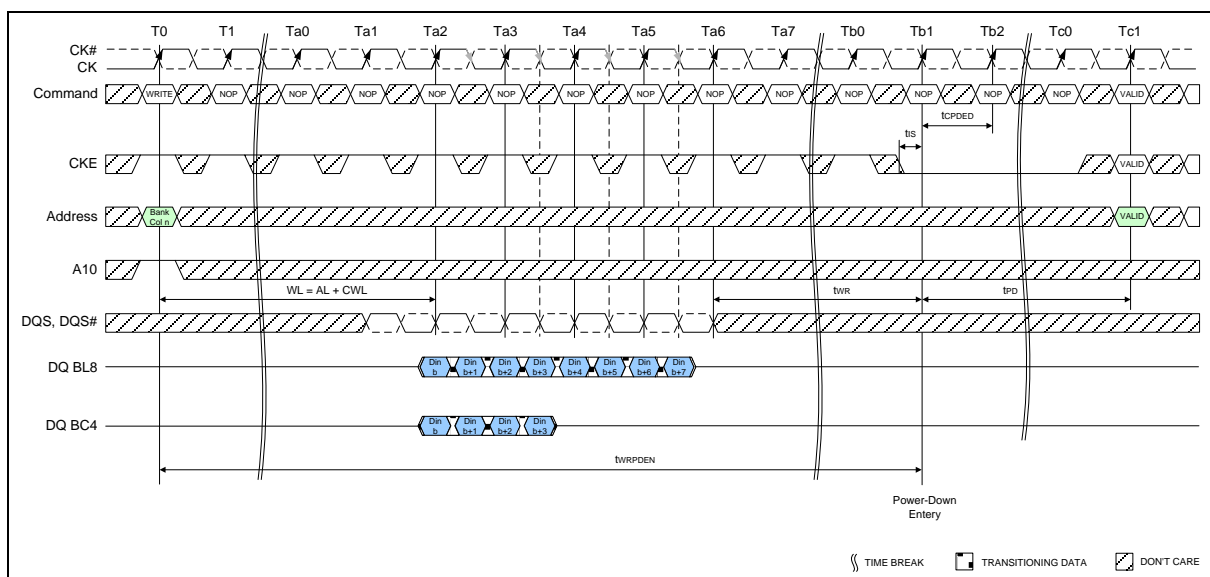 T0 T1 Ta0 Ta1 Ta2 Ta3 Ta4 Ta5 Ta6 Ta7 Tb0 Tb1 Tb2 Tc0 Tc1
CK#
CK
Command WRITE NOP NOP NOP NOP NOP NOP NOP NOP NOP NOP NOP NOP NOP VALID
tCPDED
tIS
CKE VALID
Address Bank Col n VALID
A10
WL = AL + CWL tWR tPD
DQS, DQS#
DQ BL8 Din b Din b+1 Din b+2 Din b+3 Din b+4 Din b+5 Din b+6 Din b+7
DQ BC4 Din b Din b+1 Din b+2 Din b+3
tWRPDEN
Power-Down
Entery
TIME BREAK TRANSITIONING DATA DON'T CARE